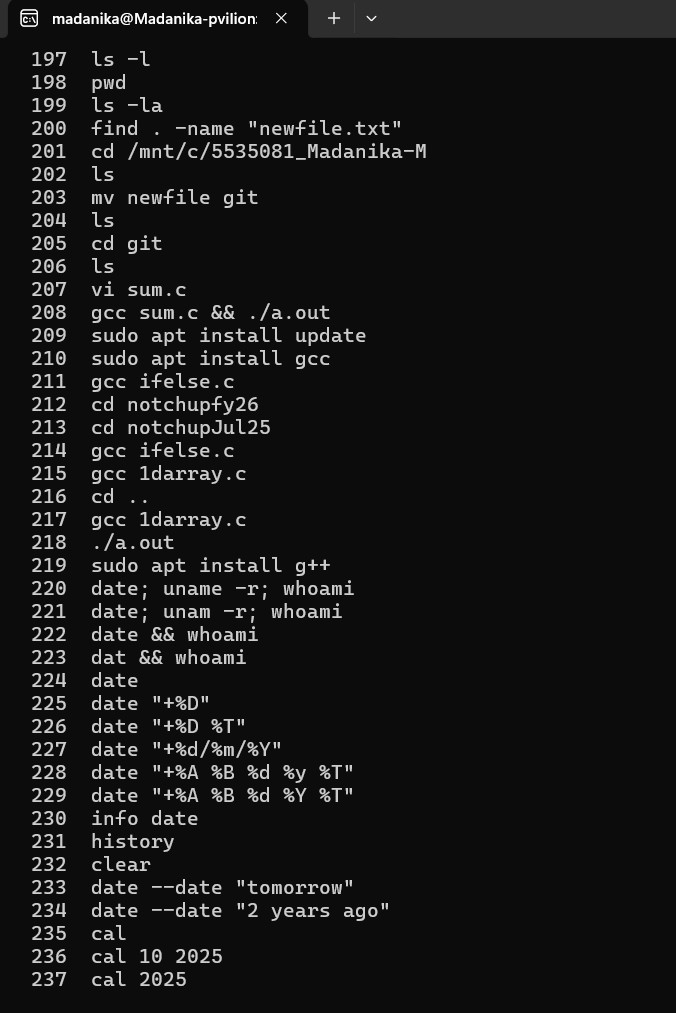 madanika@Madanika-pvilion:
197 ls -l
198 pwd
199 ls -la
200 find . -name "newfile.txt"
201 cd /mnt/c/5535081_Madanika-M
202 ls
203 mv newfile git
204 ls
205 cd git
206 ls
207 vi sum.c
208 gcc sum.c && ./a.out
209 sudo apt install update
210 sudo apt install gcc
211 gcc ifelse.c
212 cd notchupfy26
213 cd notchupJul25
214 gcc ifelse.c
215 gcc 1darray.c
216 cd ..
217 gcc 1darray.c
218 ./a.out
219 sudo apt install g++
220 date; uname -r; whoami
221 date; unam -r; whoami
222 date && whoami
223 dat && whoami
224 date
225 date "+%D"
226 date "+%D %T"
227 date "+%d/%m/%Y"
228 date "+%A %B %d %y %T"
229 date "+%A %B %d %Y %T"
230 info date
231 history
232 clear
233 date --date "tomorrow"
234 date --date "2 years ago"
235 cal
236 cal 10 2025
237 cal 2025